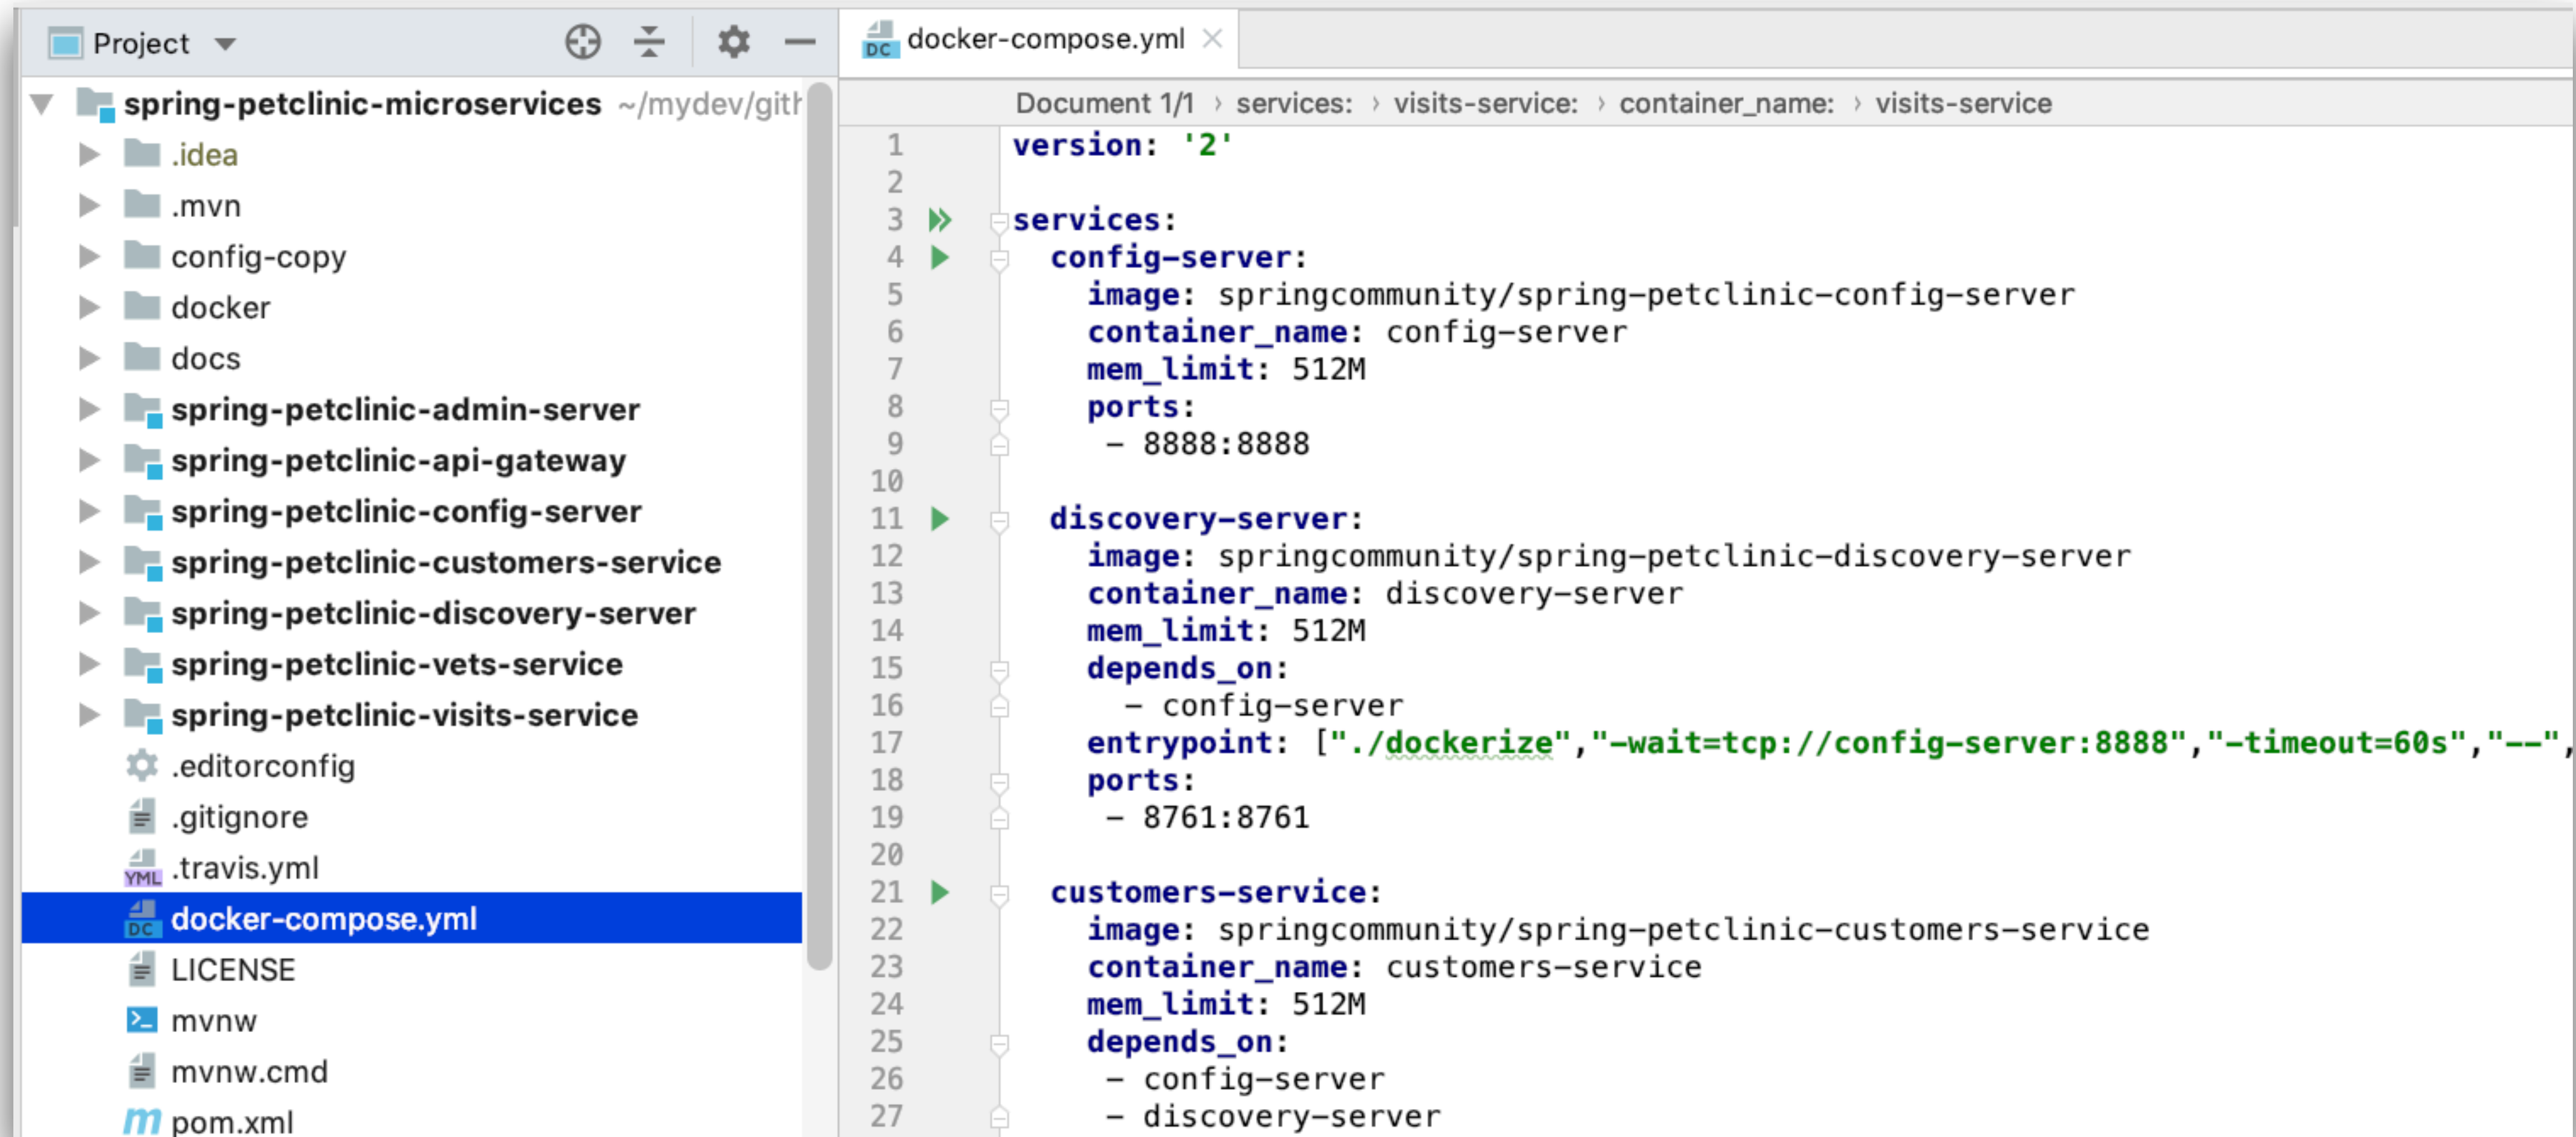 Project
spring-petclinic-microservices ~/mydev/gith
.idea
.mvn
config-copy
docker
docs
spring-petclinic-admin-server
spring-petclinic-api-gateway
spring-petclinic-config-server
spring-petclinic-customers-service
spring-petclinic-discovery-server
spring-petclinic-vets-service
spring-petclinic-visits-service
.editorconfig
.gitignore
YML .travis.yml
DC docker-compose.yml
LICENSE
mvnw
mvnw.cmd
m pom.xml
DC docker-compose.yml
Document 1/1 › services: › visits-service: › container_name: › visits-service
1 version: '2'
2
3 services:
4 config-server:
5 image: springcommunity/spring-petclinic-config-server
6 container_name: config-server
7 mem_limit: 512M
8 ports:
9 - 8888:8888
10
11 discovery-server:
12 image: springcommunity/spring-petclinic-discovery-server
13 container_name: discovery-server
14 mem_limit: 512M
15 depends_on:
16 - config-server
17 entrypoint: ["./dockerize","-wait=tcp://config-server:8888","-timeout=60s","--",
18 ports:
19 - 8761:8761
20
21 customers-service:
22 image: springcommunity/spring-petclinic-customers-service
23 container_name: customers-service
24 mem_limit: 512M
25 depends_on:
26 - config-server
27 - discovery-server